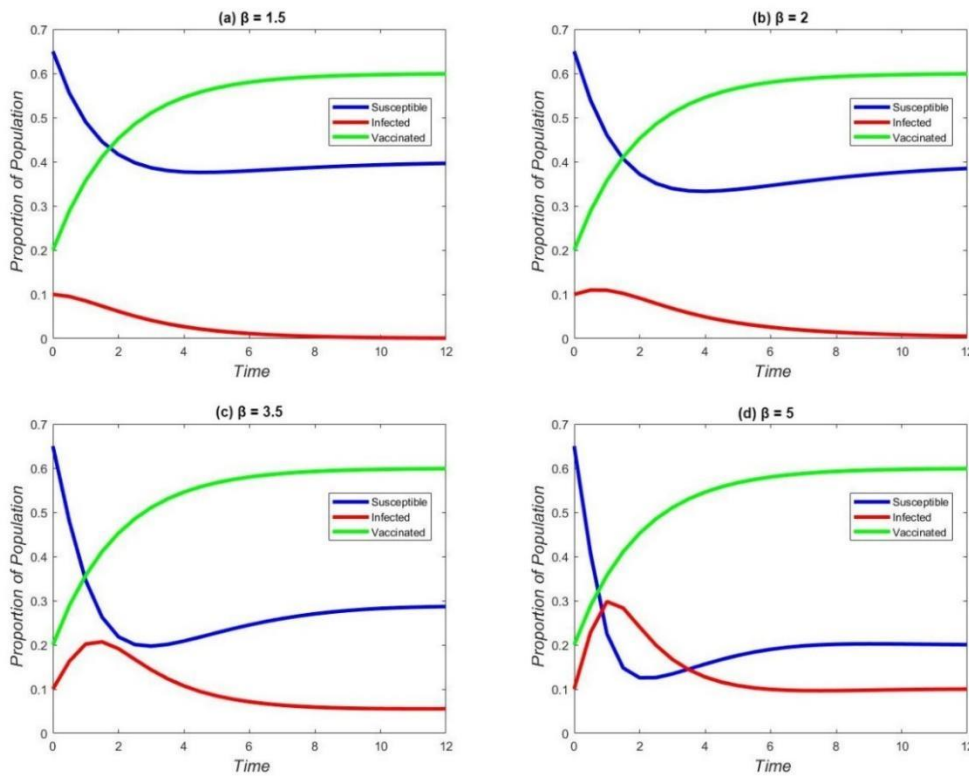 (a) β = 1.5
0.7
0.6
0.5
0.4
0.3
0.2
0.1
0
Proportion of Population
Susceptible
Infected
Vaccinated
0 2 4 6 8 10 12
Time
(b) β = 2
0.7
0.6
0.5
0.4
0.3
0.2
0.1
0
Proportion of Population
Susceptible
Infected
Vaccinated
0 2 4 6 8 10 12
Time
(c) β = 3.5
0.7
0.6
0.5
0.4
0.3
0.2
0.1
0
Proportion of Population
Susceptible
Infected
Vaccinated
0 2 4 6 8 10 12
Time
(d) β = 5
0.7
0.6
0.5
0.4
0.3
0.2
0.1
0
Proportion of Population
Susceptible
Infected
Vaccinated
0 2 4 6 8 10 12
Time